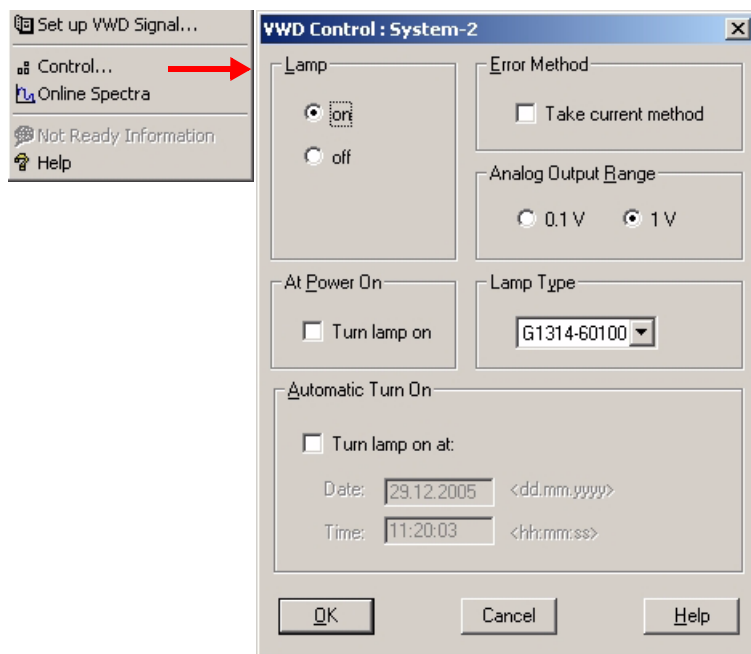 Set up VWD Signal...
Control...
Online Spectra
Not Ready Information
Help
VWD Control : System-2
Lamp
on
off
Error Method
Take current method
Analog Output Range
0.1 V 1 V
At Power On
Turn lamp on
Lamp Type
G1314-60100
Automatic Turn On
Turn lamp on at:
Date: 29.12.2005 <dd.mm.yyyy>
Time: 11:20:03 <hh:mm:ss>
OK Cancel Help